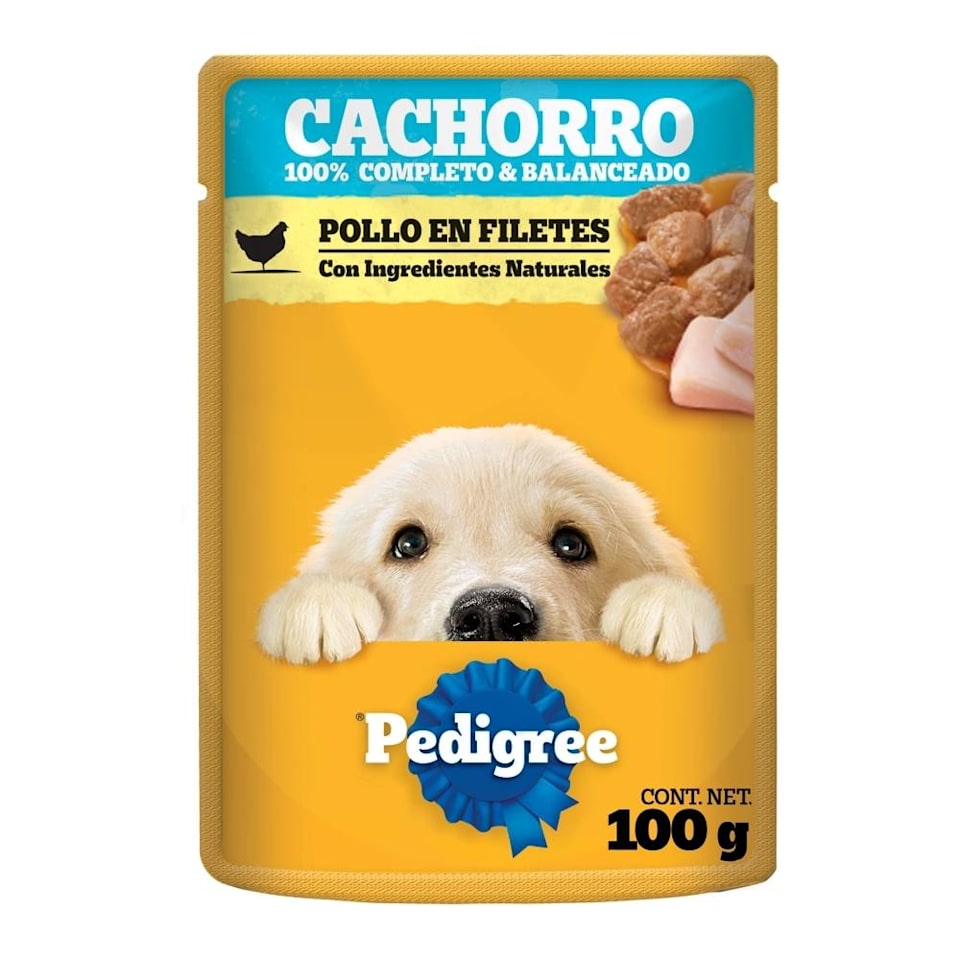 CACHORRO
100% COMPLETO & BALANCEADO
POLLO EN FILETES
Con Ingredientes Naturales
®Pedigree
CONT. NET.
100 g